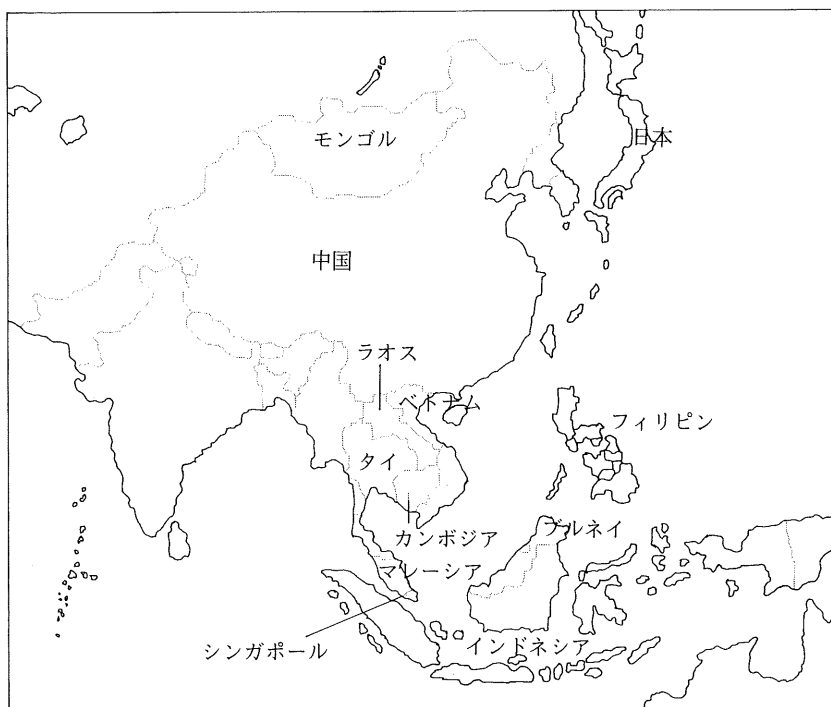 モンゴル
日本
中国
ラオス
ベトナム
フィリピン
タイ
カンボジア
ブルネイ
マレーシア
シンガポール
インドネシア